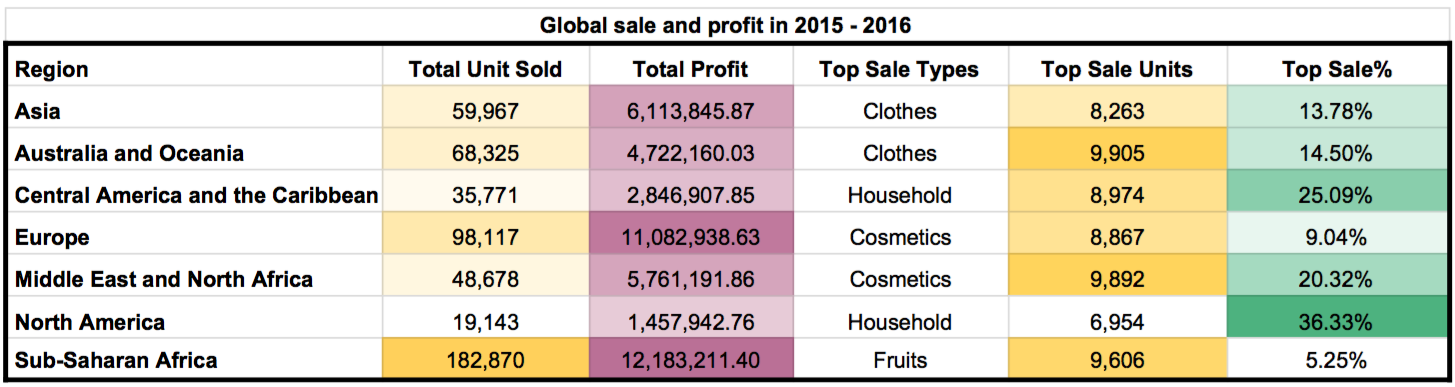 Global sale and profit in 2015 - 2016
Region Total Unit Sold Total Profit Top Sale Types Top Sale Units Top Sale%
Asia 59,967 6,113,845.87 Clothes 8,263 13.78%
Australia and Oceania 68,325 4,722,160.03 Clothes 9,905 14.50%
Central America and the Caribbean 35,771 2,846,907.85 Household 8,974 25.09%
Europe 98,117 11,082,938.63 Cosmetics 8,867 9.04%
Middle East and North Africa 48,678 5,761,191.86 Cosmetics 9,892 20.32%
North America 19,143 1,457,942.76 Household 6,954 36.33%
Sub-Saharan Africa 182,870 12,183,211.40 Fruits 9,606 5.25%